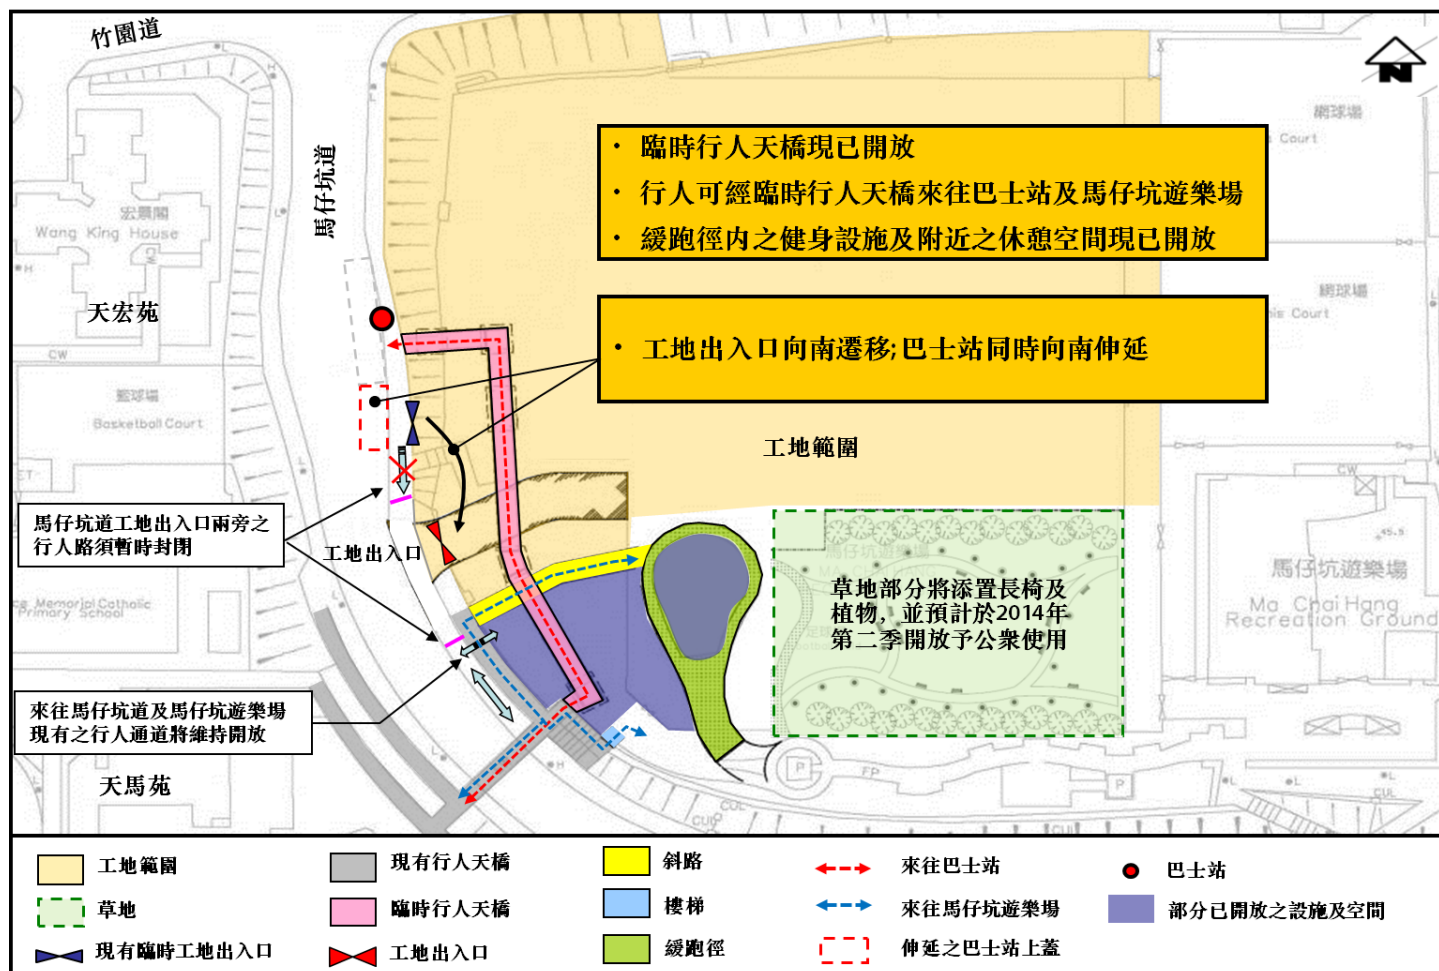 竹園道
馬仔坑道
N
網球場
網球場
宏景閣
Wang King House
CW
天宏苑
CW
籃球場
Basketball Court
• 臨時行人天橋現已開放
• 行人可經臨時行人天橋來往巴士站及馬仔坑遊樂場
• 緩跑徑内之健身設施及附近之休憩空間現已開放
• 工地出入口向南遷移;巴士站同時向南伸延
工地範圍
馬仔坑道工地出入口兩旁之
行人路須暫時封閉
工地出入口
Memorial Catholic
Primary School
草地部分將添置長椅及
植物，並預計於2014年
第二季開放予公衆使用
CW
馬仔坑遊樂場
Ma Chai Hang
Recreation Ground
來往馬仔坑道及馬仔坑遊樂場
現有之行人通道將維持開放
天馬苑
P
FP
P
CUL
CUL
工地範圍
現有行人天橋
斜路
來往巴士站
巴士站
草地
臨時行人天橋
樓梯
來往馬仔坑遊樂場
部分已開放之設施及空間
現有臨時工地出入口
工地出入口
緩跑徑
伸延之巴士站上蓋